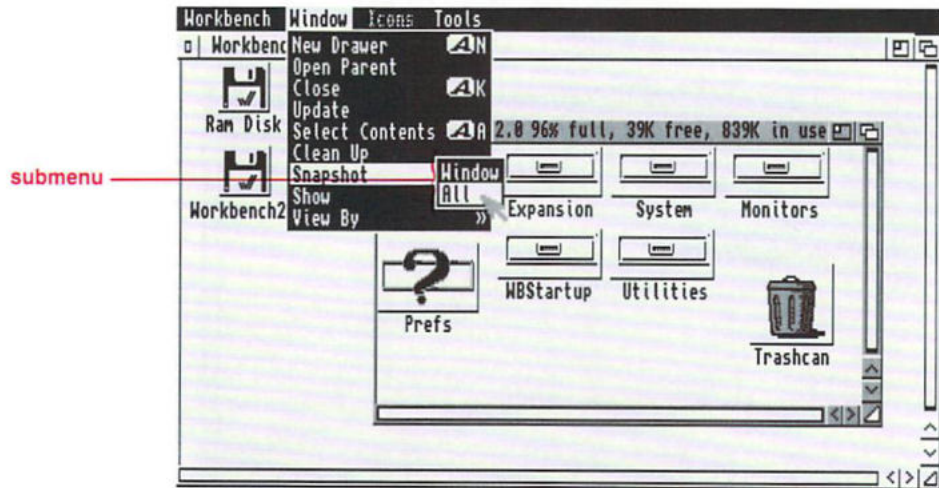 Workbench Window Icons Tools
Workbenc
New Drawer A N
Open Parent
Close A K
Update
Select Contents A A
Clean Up
Snapshot
Show
View By »
Window
All
submenu
Ram Disk
Workbench2
2.0 96% full, 39K free, 839K in use
Expansion
System
Monitors
Prefs
WBStartup
Utilities
Trashcan